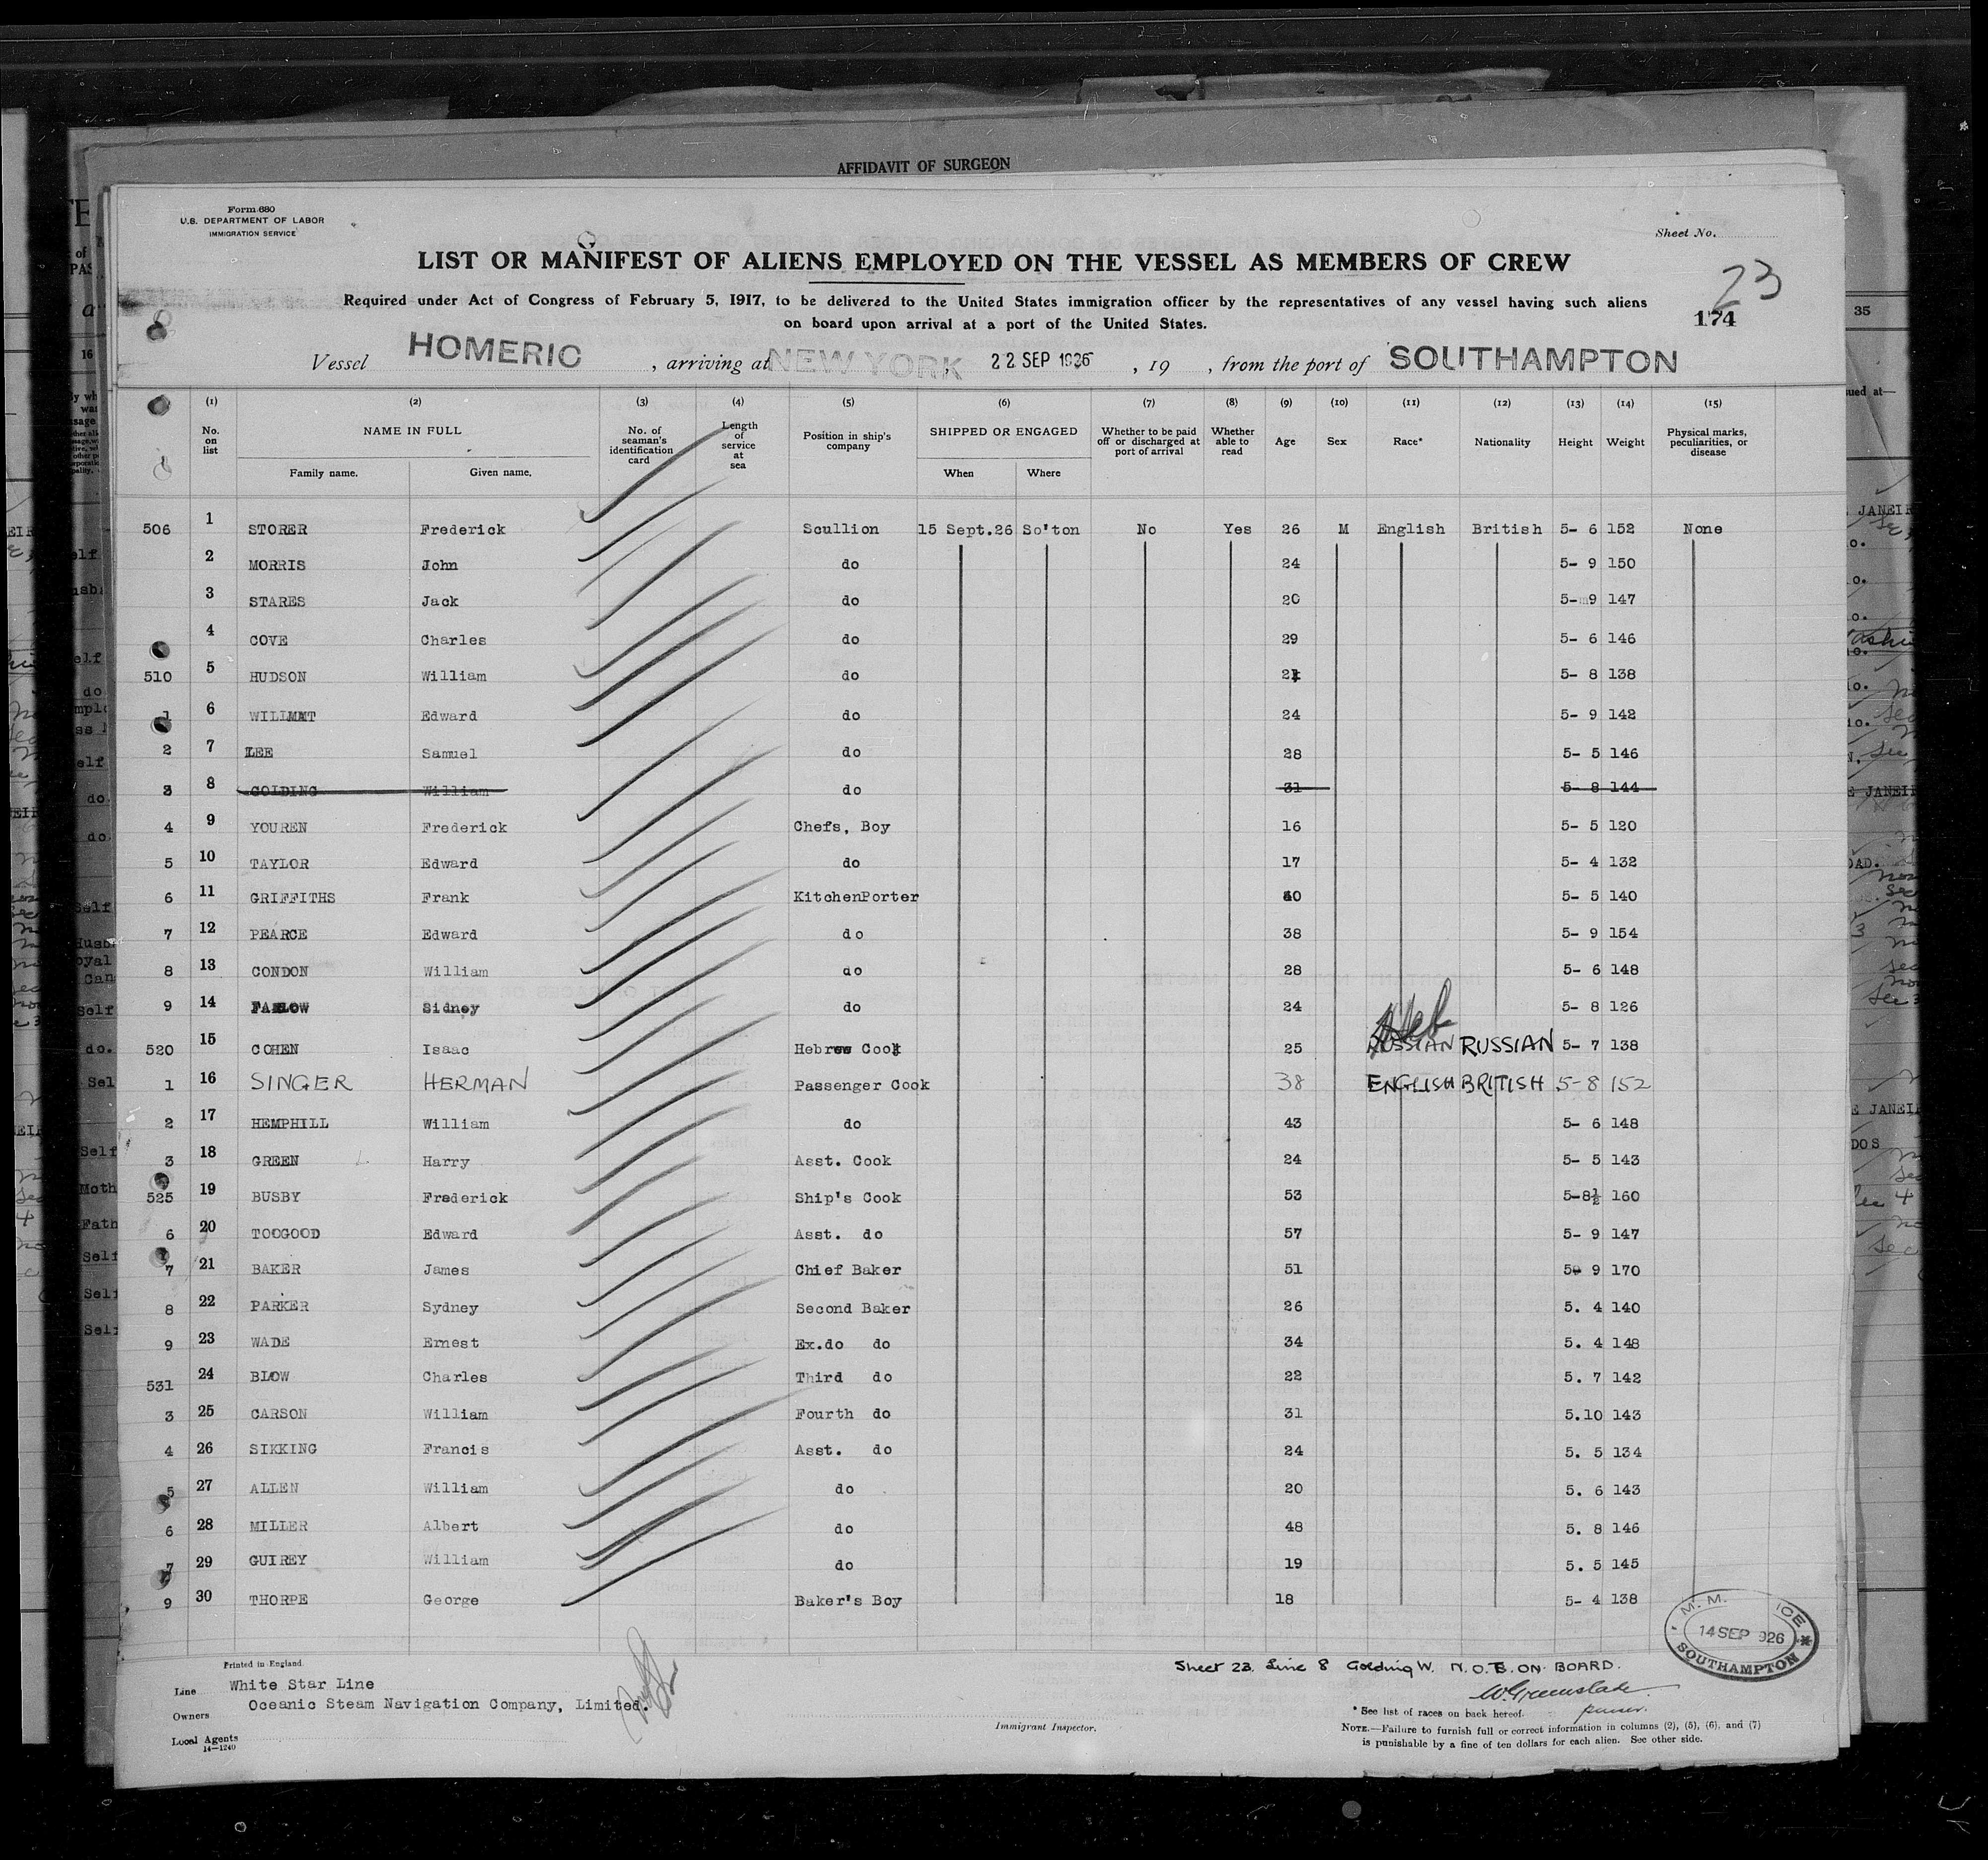 AFFIDAVIT OF SURGEON
Form 680
U.S. DEPARTMENT OF LABOR
IMMIGRATION SERVICE
Sheet No.
LIST OR MANIFEST OF ALIENS EMPLOYED ON THE VESSEL AS MEMBERS OF CREW
23
Required under Act of Congress of February 5, 1917, to be delivered to the United States immigration officer by the representatives of any vessel having such aliens
on board upon arrival at a port of the United States.
174
Vessel HOMERIC , arriving at NEW YORK , 22 SEP 1926 , 19 , from the port of SOUTHAMPTON
(1) (2) (3) (4) (5) (6) (7) (8) (9) (10) (11) (12) (13) (14) (15)
No. on list NAME IN FULL Family name. Given name. No. of seaman's identification card Length of service at sea Position in ship's company SHIPPED OR ENGAGED When Where Whether to be paid off or discharged at port of arrival Whether able to read Age Sex Race* Nationality Height Weight Physical marks, peculiarities, or disease
506 1 STORER Frederick Scullion 15 Sept.26 So'ton No Yes 26 M English British 5- 6 152 None
2 MORRIS John do 24 5- 9 150
3 STARES Jack do 20 5- 9 147
4 COVE Charles do 29 5- 6 146
510 5 HUDSON William do 5- 8 138
1 6 Edward do 24 5- 9 142
2 7 LEE Samuel do 28 5- 5 146
3 8 GOLDING William do 31 5- 8 144
4 9 YOUREN Frederick Chefs, Boy 16 5- 5 120
5 10 TAYLOR Edward do 17 5- 4 132
6 11 GRIFFITHS Frank KitchenPorter 40 5- 5 140
7 12 PEARCE Edward do 38 5- 9 154
8 13 CONDON William do 28 5- 6 148
9 14 Sidney do 24 5- 8 126
Heb
520 15 COHEN Isaac Hebrew Cook 25 RUSSIAN RUSSIAN 5- 7 138
1 16 SINGER HERMAN Passenger Cook 38 ENGLISH BRITISH 5-8 152
2 17 HEMPHILL William do 43 5- 6 148
3 18 GREEN Harry Asst. Cook 24 5- 5 143
525 19 BUSBY Frederick Ship's Cook 53 5-8½ 160
6 20 TOOGOOD Edward Asst. do 57 5- 9 147
7 21 BAKER James Chief Baker 51 5- 9 170
8 22 PARKER Sydney Second Baker 26 5. 4 140
9 23 WADE Ernest Ex.do do 34 5. 4 148
531 24 BLOW Charles Third do 22 5. 7 142
3 25 CARSON William Fourth do 31 5.10 143
4 26 SIKKING Francis Asst. do 24 5. 5 134
5 27 ALLEN William do 20 5. 6 143
6 28 MILLER Albert do 48 5. 8 146
7 29 GUIREY William do 19 5. 5 145
9 30 THORPE George Baker's Boy 18 5- 4 138
14 SEP 926
SOUTHAMPTON
Printed in England.
Line White Star Line
Owners Oceanic Steam Navigation Company, Limited.
Local Agents
14—1240
Immigrant Inspector.
Sheet 23. Line 8 Golding W. N.O.T. ON BOARD.
W Greenslade
purser.
* See list of races on back hereof.
NOTE.—Failure to furnish full or correct information in columns (2), (5), (6), and (7)
is punishable by a fine of ten dollars for each alien. See other side.